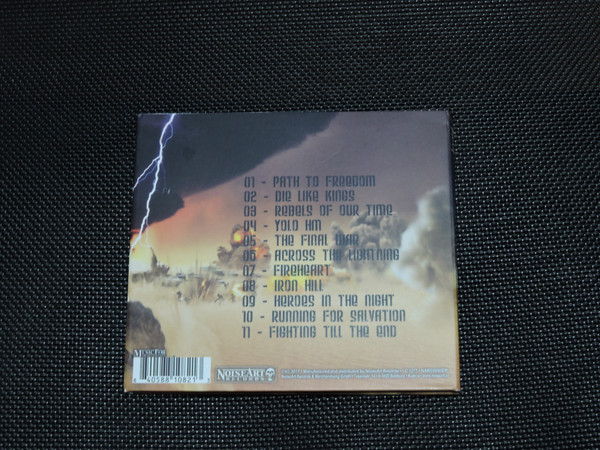 01 - PATH TO FREEDOM
02 - DIE LIKE KINGS
03 - REBELS OF OUR TIME
04 - YOLO HM
05 - THE FINAL WAR
06 - ACROSS THE LIGHTNING
07 - FIREHEART
08 - IRON HILL
09 - HEROES IN THE NIGHT
10 - RUNNING FOR SALVATION
11 - FIGHTING TILL THE END
NOISEART
RECORDS